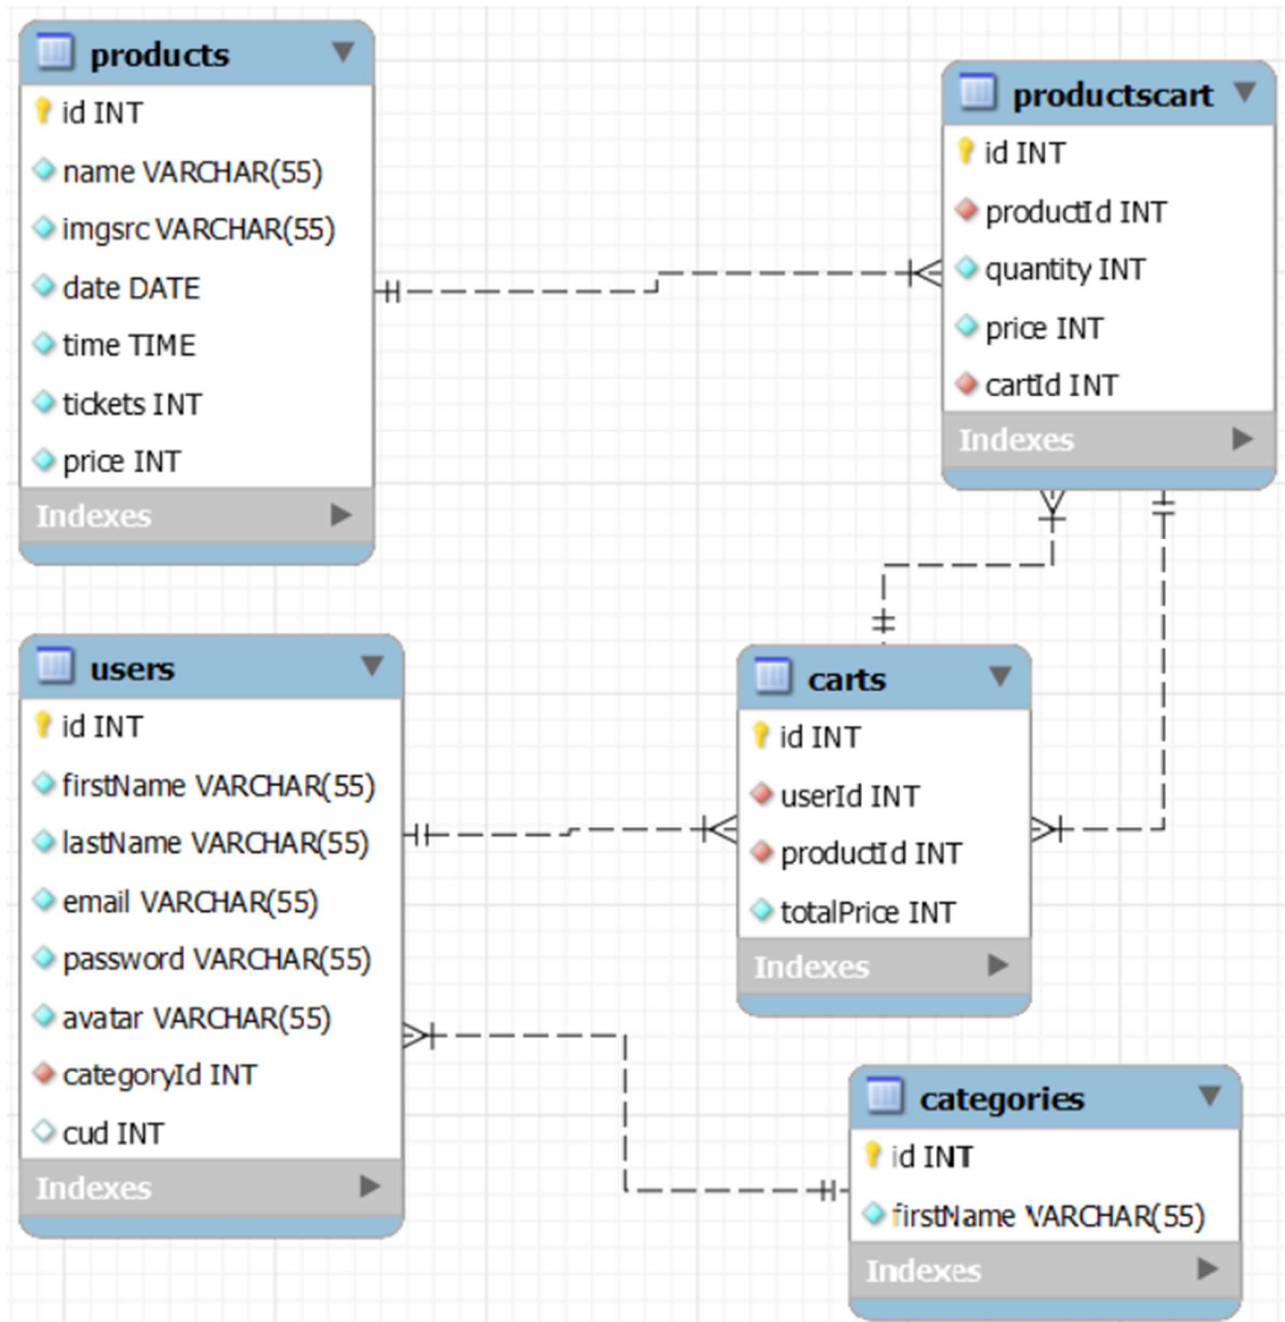 products
id INT
name VARCHAR(55)
imgsrc VARCHAR(55)
date DATE
time TIME
tickets INT
price INT
Indexes
productscart
id INT
productId INT
quantity INT
price INT
cartId INT
Indexes
users
id INT
firstName VARCHAR(55)
lastName VARCHAR(55)
email VARCHAR(55)
password VARCHAR(55)
avatar VARCHAR(55)
categoryId INT
cud INT
Indexes
carts
id INT
userId INT
productId INT
totalPrice INT
Indexes
categories
id INT
firstName VARCHAR(55)
Indexes